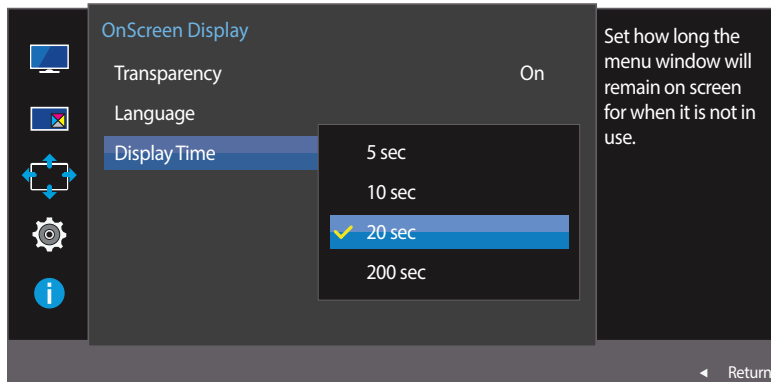 OnScreen Display
Transparency On
Language
Display Time
5 sec
10 sec
20 sec
200 sec
Set how long the
menu window will
remain on screen
for when it is not in
use.
◄ Return